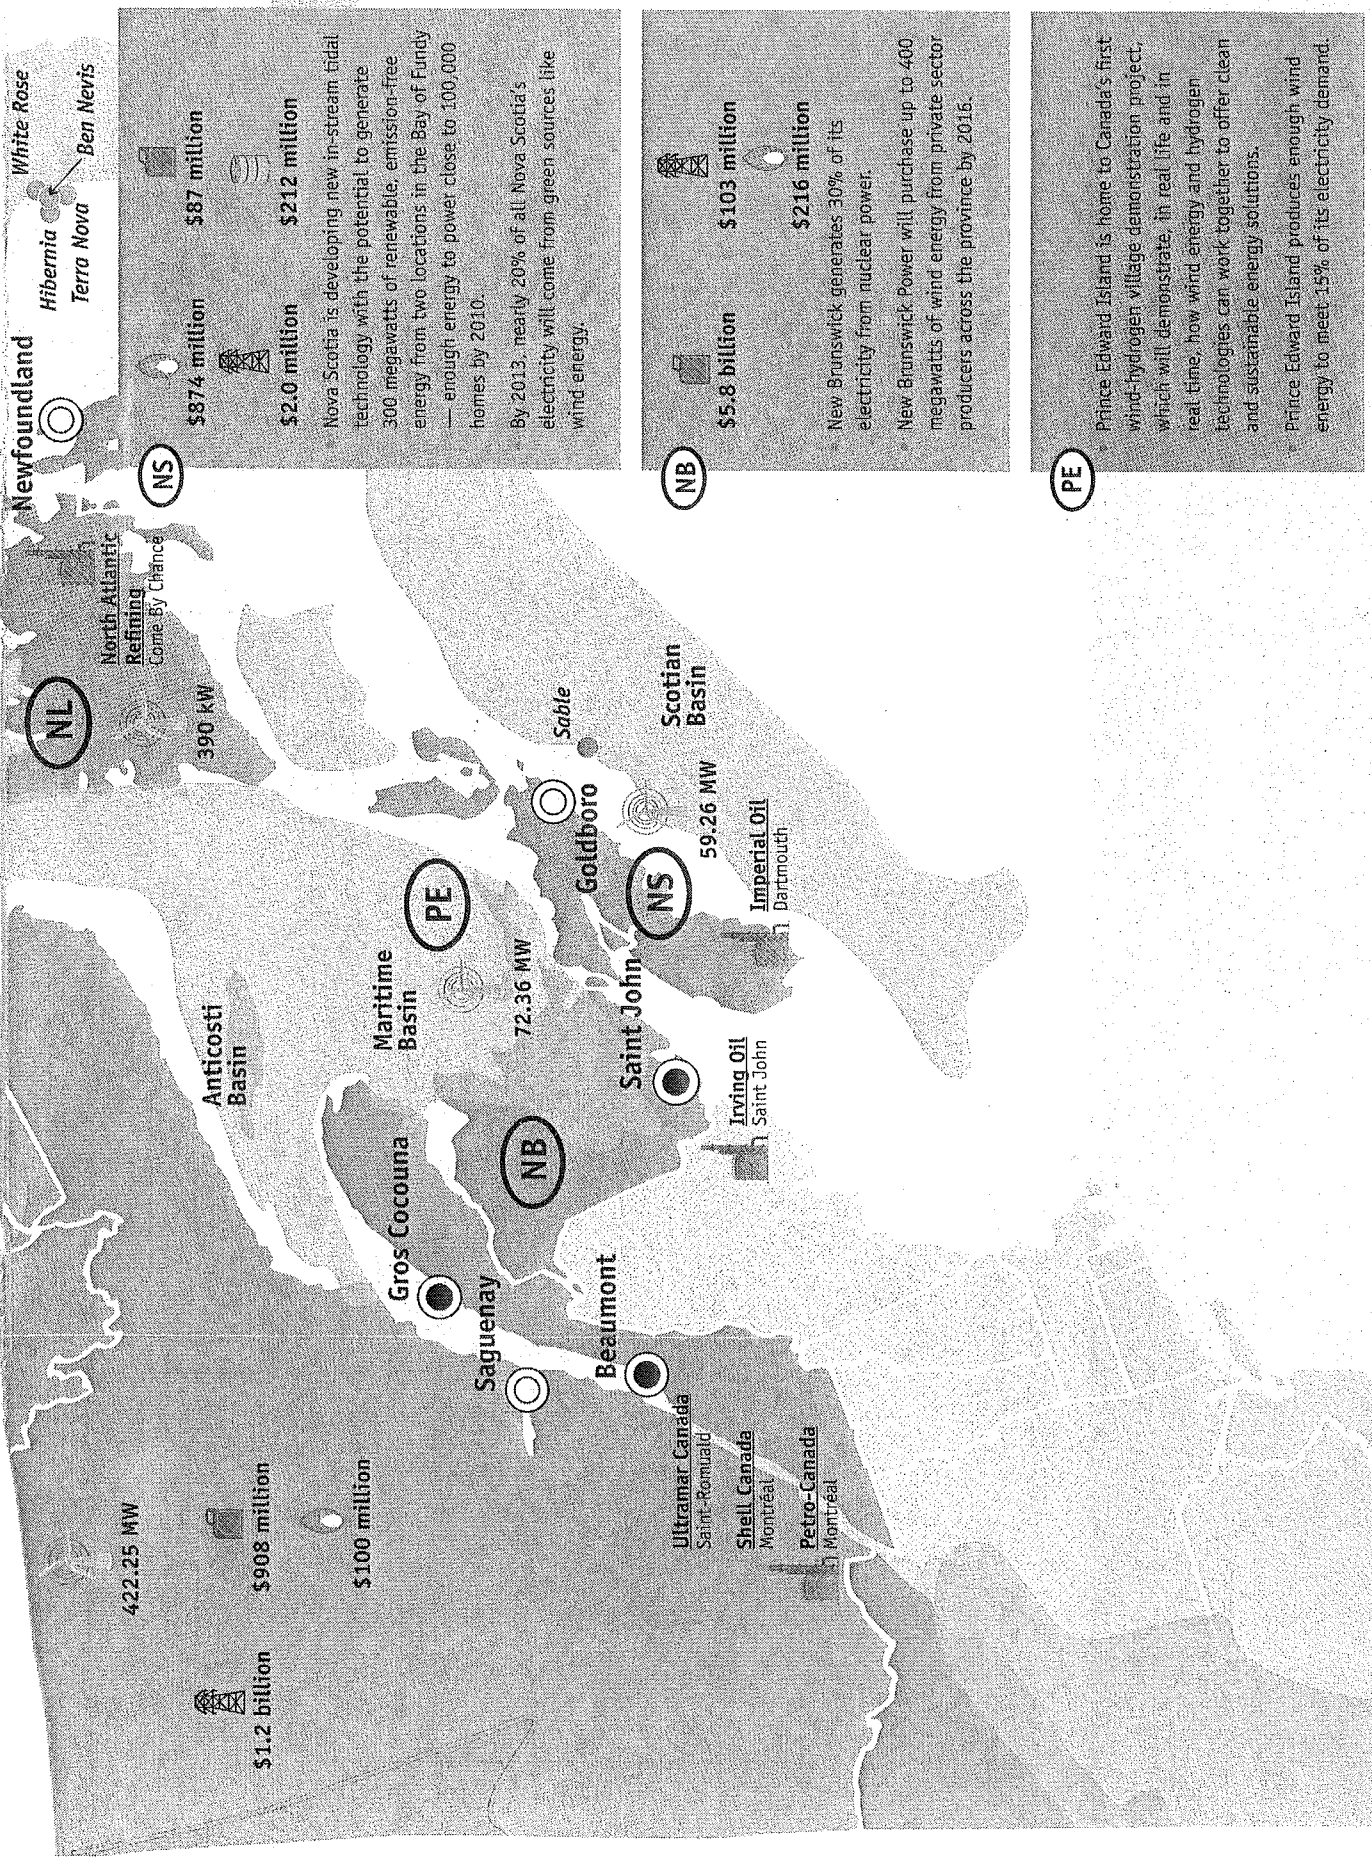 422.25 MW
$1.2 billion
$908 million
$100 million
Ultramar Canada
Saint-Romuald
Shell Canada
Montréal
Petro-Canada
Montréal
Beaumont
Saguenay
Gros Cocouna
NB
Irving Oil
Saint John
Saint John
Anticosti
Basin
Maritime
Basin
72.36 MW
PE
NS
Goldboro
Imperial Oil
Dartmouth
59.26 MW
Sable
Scotian
Basin
NL
390 kW
North Atlantic
Refining
Come By Chance
Newfoundland
Hibernia
Terra Nova
White Rose
Ben Nevis
NS
$874 million
$87 million
$2.0 million
$212 million
Nova Scotia is developing new in-stream tidal
technology with the potential to generate
300 megawatts of renewable, emission-free
energy from two locations in the Bay of Fundy
— enough energy to power close to 100,000
homes by 2010.
By 2013, nearly 20% of all Nova Scotia's
electricity will come from green sources like
wind energy.
NB
$5.8 billion
$103 million
$216 million
New Brunswick generates 30% of its
electricity from nuclear power.
New Brunswick Power will purchase up to 400
megawatts of wind energy from private sector
producers across the province by 2016.
PE
Prince Edward Island is home to Canada's first
wind-hydrogen village demonstration project,
which will demonstrate, in real life and in
real time, how wind energy and hydrogen
technologies can work together to offer clean
and sustainable energy solutions.
Prince Edward Island produces enough wind
energy to meet 15% of its electricity demand.